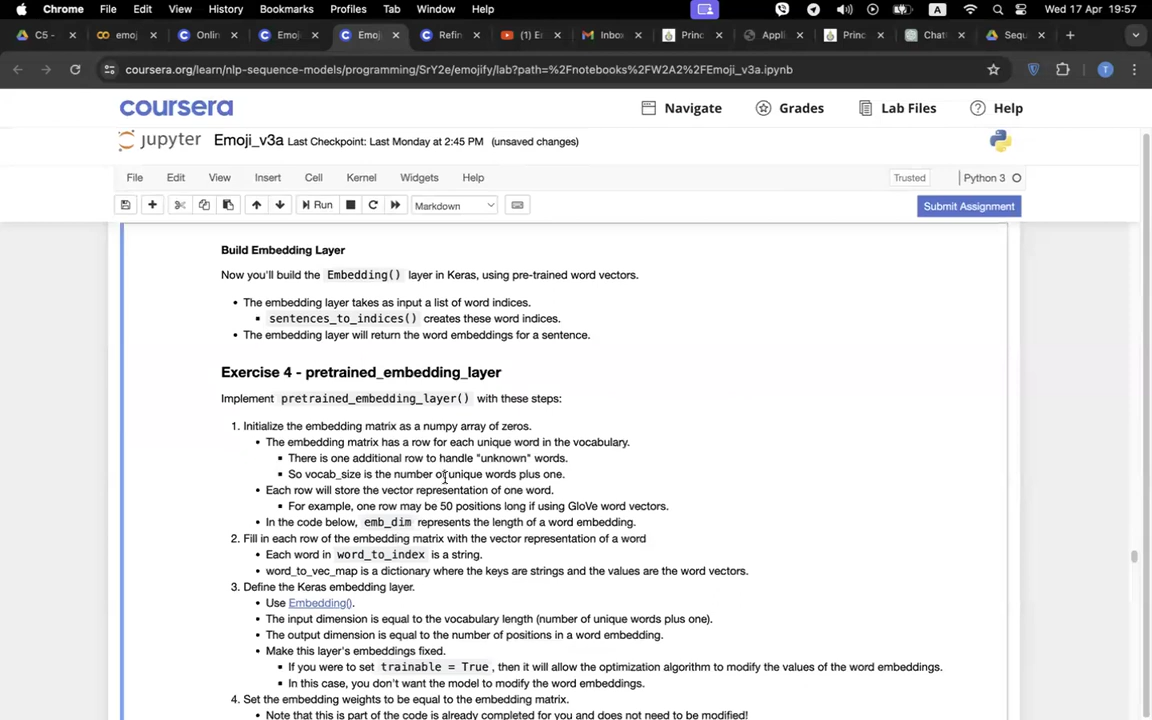 Chrome File Edit View History Bookmarks Profiles Tab Window Help A Wed 17 Apr 19:57
C5 - emoj Onlin Emoji Emoj Refin (1) E Inbox Princ Appli Princ Chat Sequ
coursera.org/learn/nlp-sequence-models/programming/SrY2e/emojify/lab?path=%2Fnotebooks%2FW2A2%2FEmoji_v3a.ipynb T
coursera Navigate Grades Lab Files Help
jupyter Emoji_v3a Last Checkpoint: Last Monday at 2:45 PM (unsaved changes)
File Edit View Insert Cell Kernel Widgets Help Trusted Python 3
Run Markdown Submit Assignment
Build Embedding Layer
Now you'll build the Embedding() layer in Keras, using pre-trained word vectors.
• The embedding layer takes as input a list of word indices.
▪ sentences_to_indices() creates these word indices.
• The embedding layer will return the word embeddings for a sentence.
Exercise 4 - pretrained_embedding_layer
Implement pretrained_embedding_layer() with these steps:
1. Initialize the embedding matrix as a numpy array of zeros.
• The embedding matrix has a row for each unique word in the vocabulary.
▪ There is one additional row to handle "unknown" words.
▪ So vocab_size is the number of unique words plus one.
• Each row will store the vector representation of one word.
▪ For example, one row may be 50 positions long if using GloVe word vectors.
• In the code below, emb_dim represents the length of a word embedding.
2. Fill in each row of the embedding matrix with the vector representation of a word
• Each word in word_to_index is a string.
• word_to_vec_map is a dictionary where the keys are strings and the values are the word vectors.
3. Define the Keras embedding layer.
• Use Embedding().
• The input dimension is equal to the vocabulary length (number of unique words plus one).
• The output dimension is equal to the number of positions in a word embedding.
• Make this layer's embeddings fixed.
▪ If you were to set trainable = True , then it will allow the optimization algorithm to modify the values of the word embeddings.
▪ In this case, you don't want the model to modify the word embeddings.
4. Set the embedding weights to be equal to the embedding matrix.
▪ Note that this is part of the code is already completed for you and does not need to be modified!